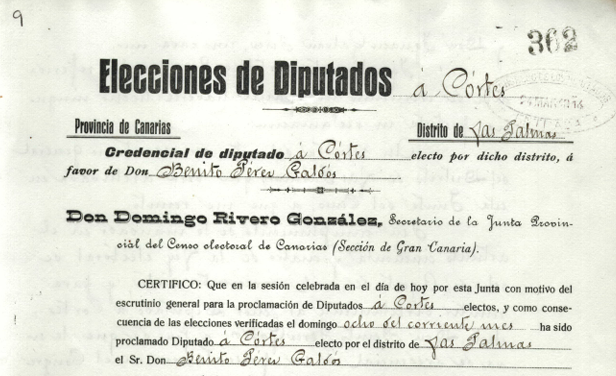 9
362
Elecciones de Diputados á Córtes
Provincia de Canarias
Distrito de Las Palmas
Credencial de diputado á Córtes electo por dicho distrito, á
favor de Don Benito Pérez Galdós
Don Domingo Rivero González, Secretario de la Junta Provin-
cial del Censo electoral de Canarias (Sección de Gran Canaria).
CERTIFICO: Que en la sesión celebrada en el día de hoy por esta Junta con motivo del
escrutinio general para la proclamación de Diputados á Cortes electos, y como conse-
cuencia de las elecciones verificadas el domingo ocho del corriente mes ha sido
proclamado Diputado á Córtes electo por el distrito de Las Palmas
el Sr. Don Benito Pérez Galdós